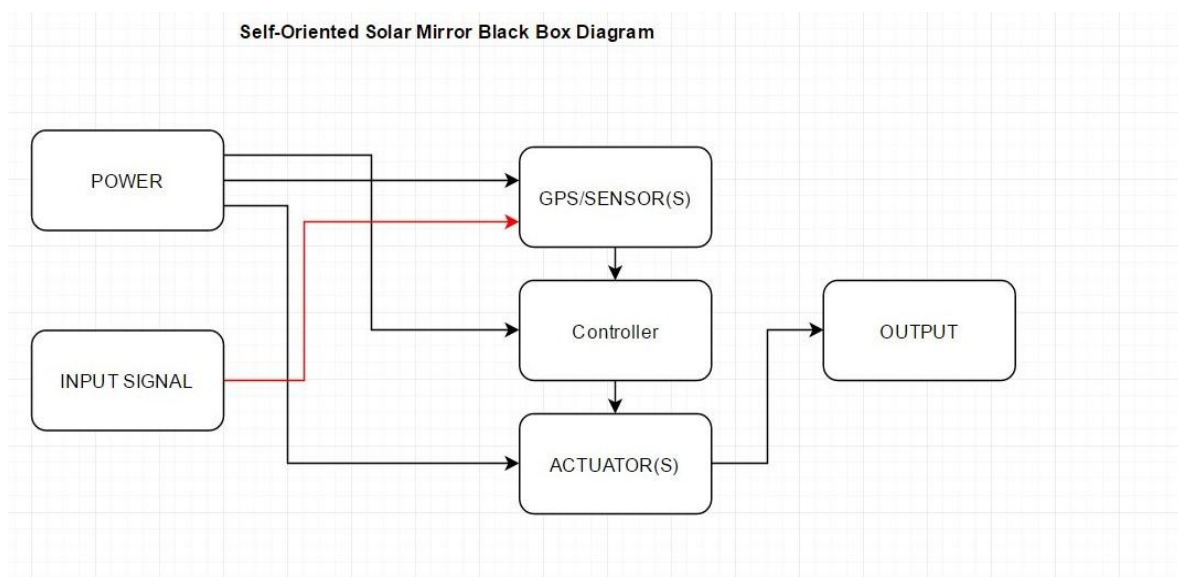 Self-Oriented Solar Mirror Black Box Diagram
POWER
GPS/SENSOR(S)
Controller
OUTPUT
INPUT SIGNAL
ACTUATOR(S)